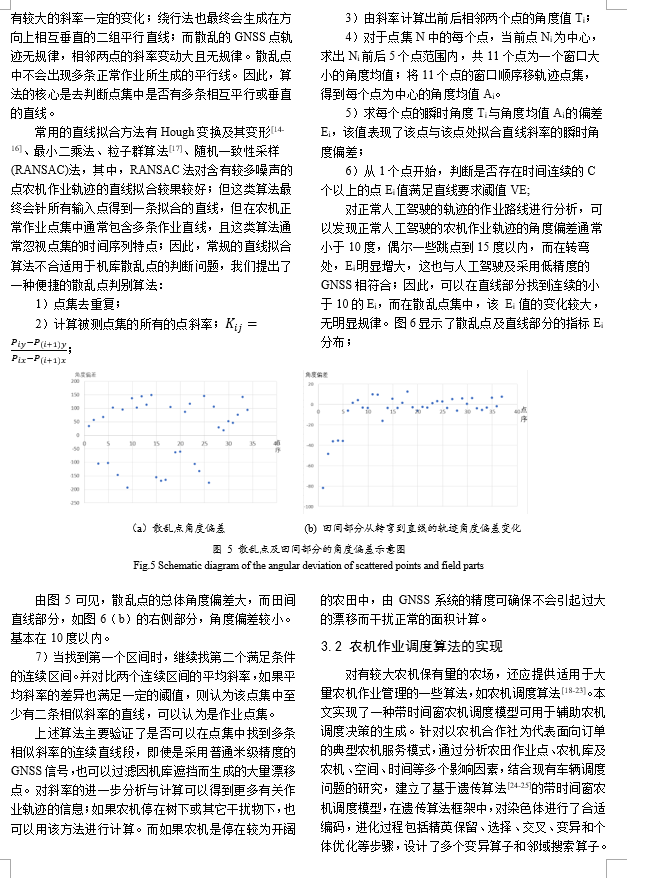 有较大的斜率一定的变化；绕行法也最终会生成在方
向上相互垂直的二组平行直线；而散乱的 GNSS 点轨
迹无规律，相邻两点的斜率变动大且无规律。散乱点
中不会出现多条正常作业所生成的平行线。因此，算
法的核心是去判断点集中是否有多条相互平行或垂直
的直线。
常用的直线拟合方法有 Hough 变换及其变形[14-
16]、最小二乘法、粒子群算法[17]、随机一致性采样
(RANSAC)法，其中，RANSAC 法对含有较多噪声的
点农机作业轨迹的直线拟合较果较好；但这类算法最
终会针所有输入点得到一条拟合的直线，但在农机正
常作业点集中通常包含多条作业直线，且这类算法通
常忽视点集的时间序列特点；因此，常规的直线拟合
算法不合适用于机库散乱点的判断问题，我们提出了
一种便捷的散乱点判别算法：
1）点集去重复；
2）计算被测点集的所有的点斜率；Kij =
Piy−P(i+1)y
Pix−P(i+1)x
；
3）由斜率计算出前后相邻两个点的角度值 Ti；
4）对于点集 N 中的每个点，当前点 Ni 为中心，
求出 Ni 前后 5 个点范围内，共 11 个点为一个窗口大
小的角度均值；将 11 个点的窗口顺序移轨迹点集，
得到每个点为中心的角度均值 Ai。
5）求每个点的瞬时角度 Ti 与角度均值 Ai 的偏差
Ei，该值表现了该点与该点处拟合直线斜率的瞬时角
度偏差；
6）从 1 个点开始，判断是否存在时间连续的 C
个以上的点 Ei 值满足直线要求阈值 VE;
对正常人工驾驶的轨迹的作业路线进行分析，可
以发现正常人工驾驶的农机作业轨迹的角度偏差通常
小于 10 度，偶尔一些跳点到 15 度以内，而在转弯
处，Ei 明显增大，这也与人工驾驶及采用低精度的
GNSS 相符合；因此，可以在直线部分找到连续的小
于 10 的 Ei，而在散乱点集中，该 Ei 值的变化较大，
无明显规律。图 6 显示了散乱点及直线部分的指标 Ei
分布；
角度偏差
200
150
100
50
0
-50
100
150
200
250
0 5 10 15 20 25 30 35 40
点
序
角度偏差
20
0
-20
-40
-60
-80
-100
0 5 10 15 20 25 30 35 40
点
序
（a）散乱点角度偏差
(b) 田间部分从转弯到直线的轨迹角度偏差变化
图 5 散乱点及田间部分的角度偏差示意图
Fig.5 Schematic diagram of the angular deviation of scattered points and field parts
由图 5 可见，散乱点的总体角度偏差大，而田间
直线部分，如图 6（b）的右侧部分，角度偏差较小。
基本在 10 度以内。
7）当找到第一个区间时，继续找第二个满足条件
的连续区间。并对比两个连续区间的平均斜率，如果平
均斜率的差异也满足一定的阈值，则认为该点集中至
少有二条相似斜率的直线，可以认为是作业点集。
上述算法主要验证了是否可以在点集中找到多条
相似斜率的连续直线段，即使是采用普通米级精度的
GNSS 信号，也可以过滤因机库遮挡而生成的大量漂移
点。对斜率的进一步分析与计算可以得到更多有关作
业轨迹的信息；如果农机停在树下或其它干扰物下，也
可以用该方法进行计算。而如果农机是停在较为开阔
的农田中，由 GNSS 系统的精度可确保不会引起过大
的漂移而干扰正常的面积计算。
3.2 农机作业调度算法的实现
对有较大农机保有量的农场，还应提供适用于大
量农机作业管理的一些算法，如农机调度算法[18-23]。本
文实现了一种带时间窗农机调度模型可用于辅助农机
调度决策的生成。针对以农机合作社为代表面向订单
的典型农机服务模式，通过分析农田作业点、农机库及
农机、空间、时间等多个影响因素，结合现有车辆调度
问题的研究，建立了基于遗传算法[24-25]的带时间窗农
机调度模型，在遗传算法框架中，对染色体进行了合适
编码，进化过程包括精英保留、选择、交叉、变异和个
体优化等步骤，设计了多个变异算子和邻域搜索算子。